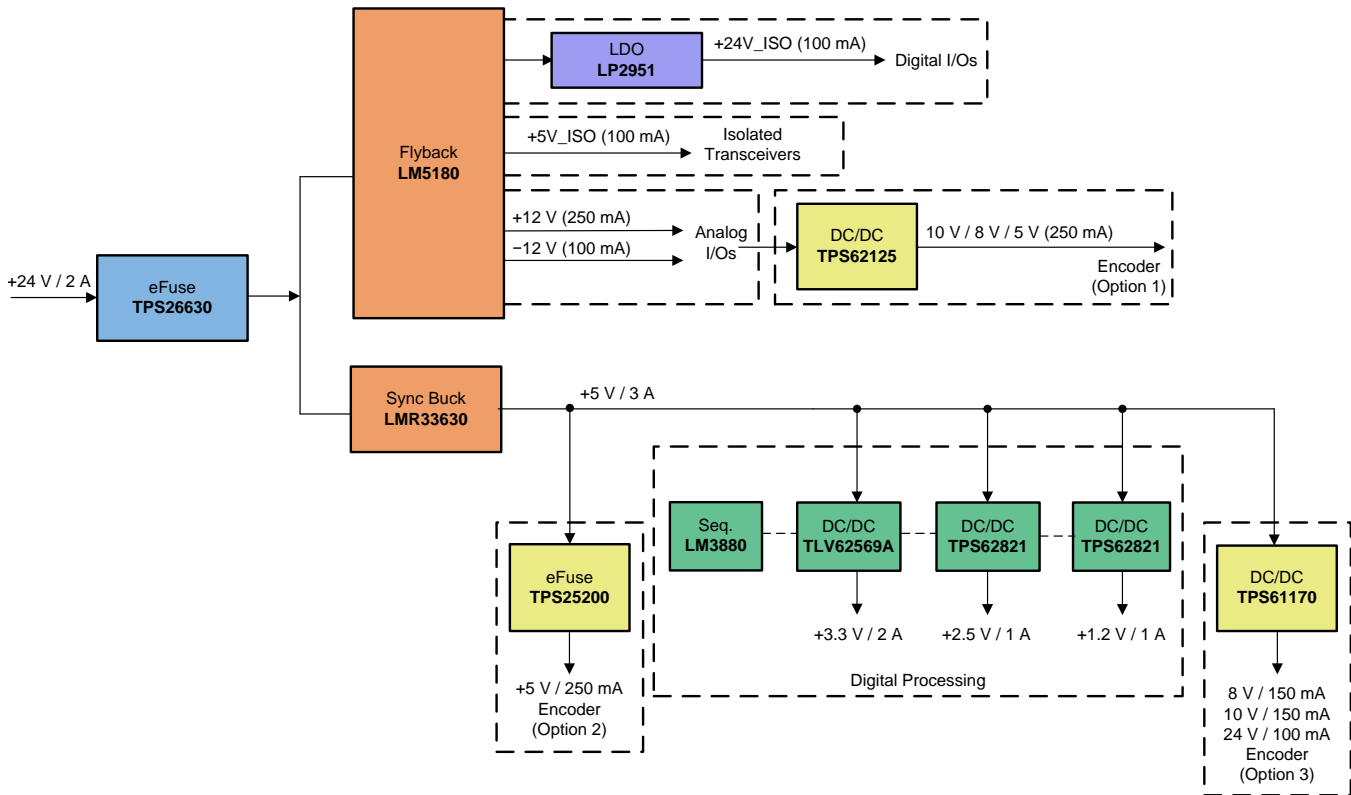 LDO
LP2951
+24V_ISO (100 mA)
Digital I/Os
Flyback
LM5180
+5V_ISO (100 mA)
Isolated
Transceivers
+12 V (250 mA)
−12 V (100 mA)
Analog
I/Os
DC/DC
TPS62125
10 V / 8 V / 5 V (250 mA)
Encoder
(Option 1)
+24 V / 2 A
eFuse
TPS26630
Sync Buck
LMR33630
+5 V / 3 A
eFuse
TPS25200
+5 V / 250 mA
Encoder
(Option 2)
Seq.
LM3880
DC/DC
TLV62569A
DC/DC
TPS62821
DC/DC
TPS62821
+3.3 V / 2 A
+2.5 V / 1 A
+1.2 V / 1 A
Digital Processing
DC/DC
TPS61170
8 V / 150 mA
10 V / 150 mA
24 V / 100 mA
Encoder
(Option 3)